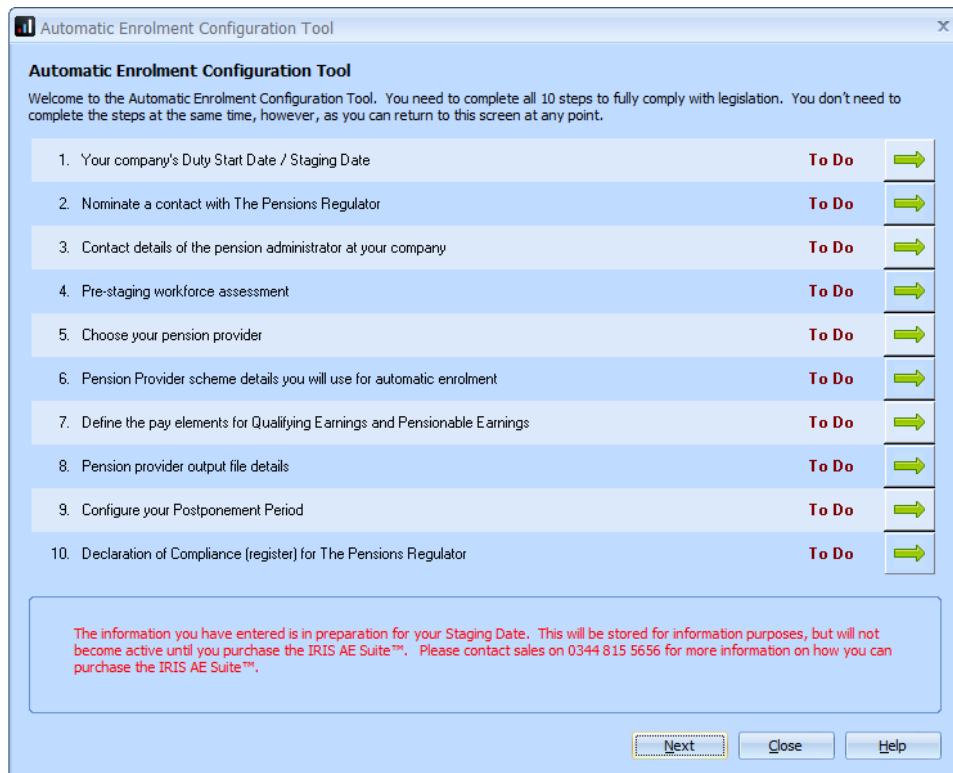 Automatic Enrolment Configuration Tool
Automatic Enrolment Configuration Tool
Welcome to the Automatic Enrolment Configuration Tool. You need to complete all 10 steps to fully comply with legislation. You don't need to
complete the steps at the same time, however, as you can return to this screen at any point.
1. Your company's Duty Start Date / Staging Date To Do
2. Nominate a contact with The Pensions Regulator To Do
3. Contact details of the pension administrator at your company To Do
4. Pre-staging workforce assessment To Do
5. Choose your pension provider To Do
6. Pension Provider scheme details you will use for automatic enrolment To Do
7. Define the pay elements for Qualifying Earnings and Pensionable Earnings To Do
8. Pension provider output file details To Do
9. Configure your Postponement Period To Do
10. Declaration of Compliance (register) for The Pensions Regulator To Do
The information you have entered is in preparation for your Staging Date. This will be stored for information purposes, but will not
become active until you purchase the IRIS AE Suite™. Please contact sales on 0344 815 5656 for more information on how you can
purchase the IRIS AE Suite™.
Next Close Help